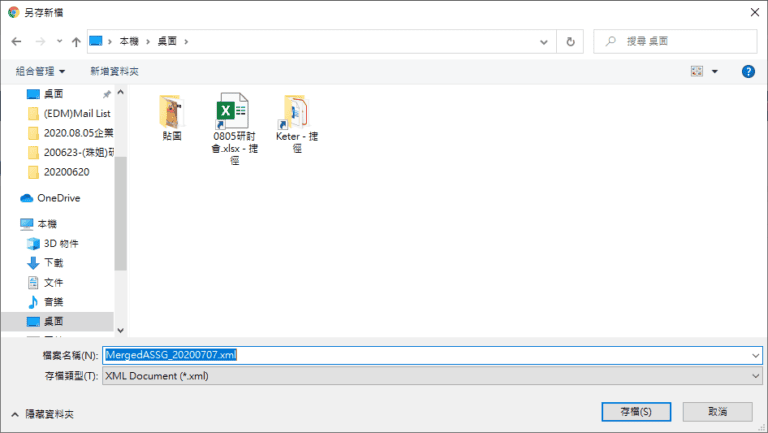 另存新檔
本機 › 桌面 ›
搜尋 桌面
組合管理 新增資料夾
桌面
(EDM)Mail List
2020.08.05企業
200623-(珠姐)研
20200620
OneDrive
本機
3D 物件
下載
文件
音樂
桌面
貼圖
0805研討
會.xlsx - 捷
徑
Keter - 捷
徑
檔案名稱(N): MergedASSG_20200707.xml
存檔類型(T): XML Document (*.xml)
隱藏資料夾
存檔(S) 取消